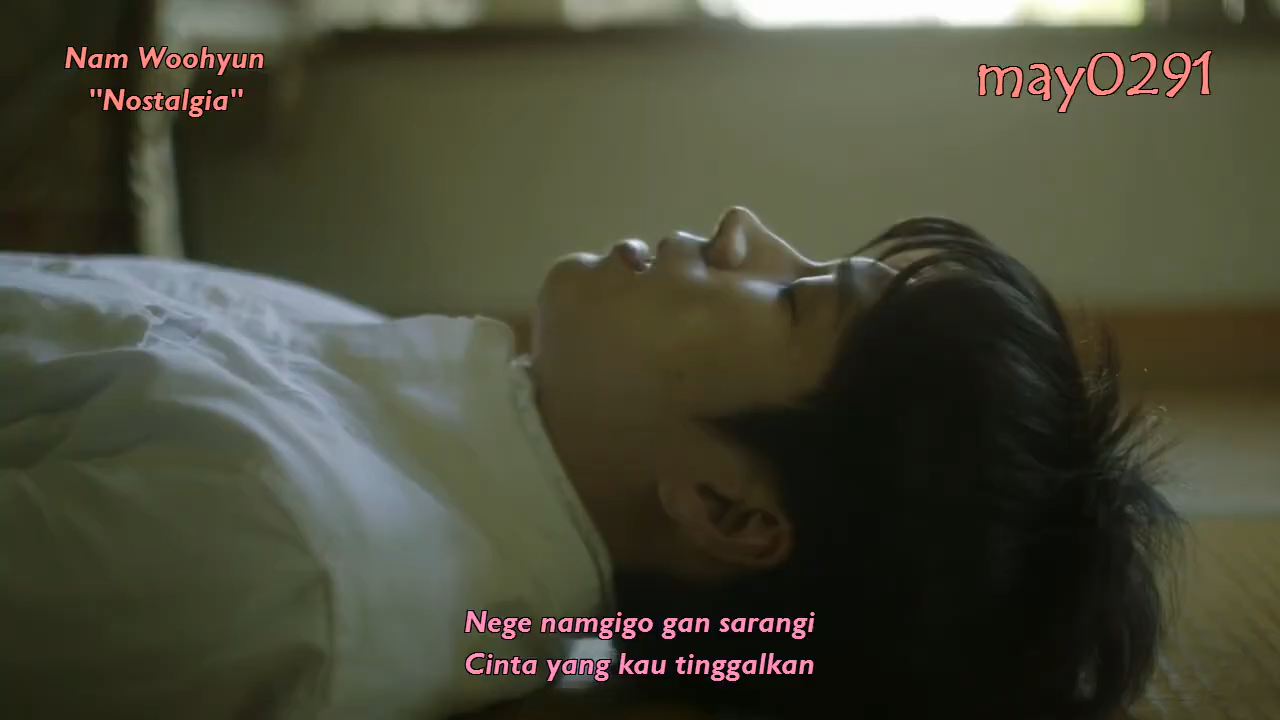 Nam Woohyun
"Nostalgia"
may0291
Nege namgigo gan sarangi
Cinta yang kau tinggalkan